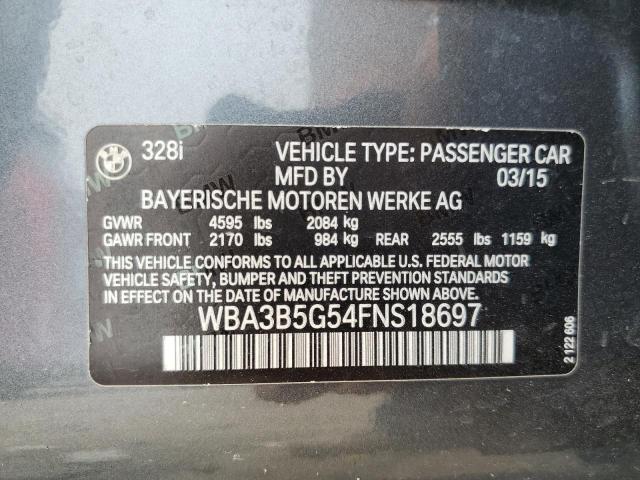 BMW 328i VEHICLE TYPE: PASSENGER CAR
MFD BY 03/15
BAYERISCHE MOTOREN WERKE AG
GVWR 4595 lbs 2084 kg
GAWR FRONT 2170 lbs 984 kg REAR 2555 lbs 1159 kg
THIS VEHICLE CONFORMS TO ALL APPLICABLE U.S. FEDERAL MOTOR
VEHICLE SAFETY, BUMPER AND THEFT PREVENTION STANDARDS
IN EFFECT ON THE DATE OF MANUFACTURE SHOWN ABOVE.
WBA3B5G54FNS18697
2 122 606